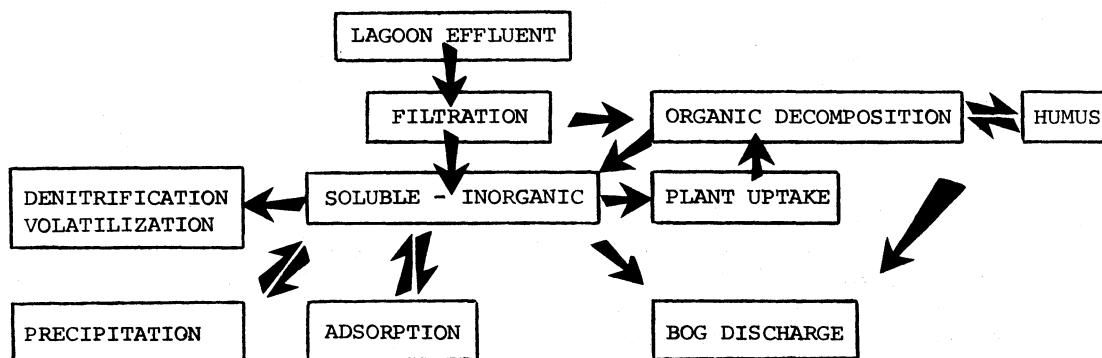 LAGOON EFFLUENT
FILTRATION
ORGANIC DECOMPOSITION
HUMUS
DENITRIFICATION
VOLATILIZATION
SOLUBLE - INORGANIC
PLANT UPTAKE
PRECIPITATION
ADSORPTION
BOG DISCHARGE